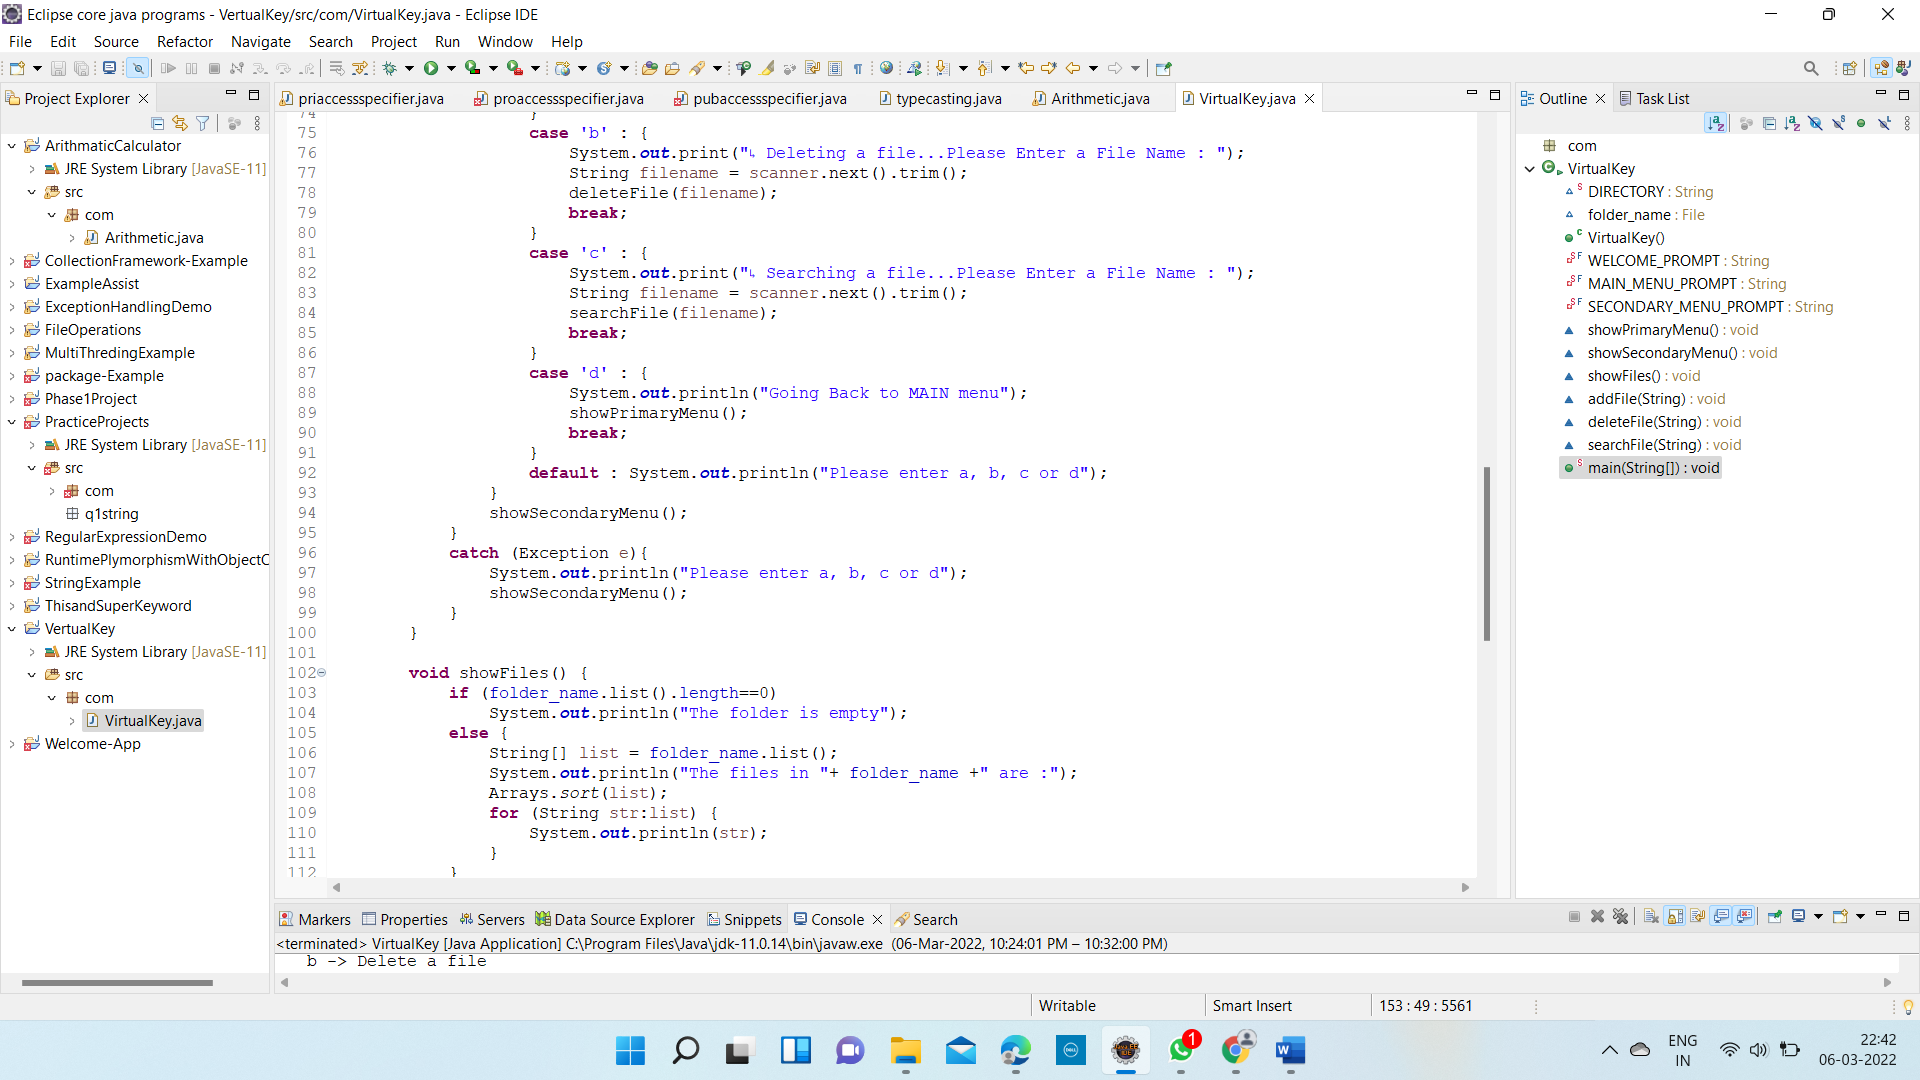 Eclipse core java programs - VertualKey/src/com/VirtualKey.java - Eclipse IDE
File Edit Source Refactor Navigate Search Project Run Window Help
Project Explorer
ArithmaticCalculator
JRE System Library [JavaSE-11]
src
com
Arithmetic.java
CollectionFramework-Example
ExampleAssist
ExceptionHandlingDemo
FileOperations
MultiThredingExample
package-Example
Phase1Project
PracticeProjects
JRE System Library [JavaSE-11]
src
com
q1string
RegularExpressionDemo
RuntimePlymorphismWithObjectC
StringExample
ThisandSuperKeyword
VertualKey
JRE System Library [JavaSE-11]
src
com
VirtualKey.java
Welcome-App
priaccessspecifier.java proaccessspecifier.java pubaccessspecifier.java typecasting.java Arithmetic.java VirtualKey.java
74 }
75 case 'b' : {
76 System.out.print("↳ Deleting a file...Please Enter a File Name : ");
77 String filename = scanner.next().trim();
78 deleteFile(filename);
79 break;
80 }
81 case 'c' : {
82 System.out.print("↳ Searching a file...Please Enter a File Name : ");
83 String filename = scanner.next().trim();
84 searchFile(filename);
85 break;
86 }
87 case 'd' : {
88 System.out.println("Going Back to MAIN menu");
89 showPrimaryMenu();
90 break;
91 }
92 default : System.out.println("Please enter a, b, c or d");
93 }
94 showSecondaryMenu();
95 }
96 catch (Exception e){
97 System.out.println("Please enter a, b, c or d");
98 showSecondaryMenu();
99 }
100 }
101
102 void showFiles() {
103 if (folder_name.list().length==0)
104 System.out.println("The folder is empty");
105 else {
106 String[] list = folder_name.list();
107 System.out.println("The files in "+ folder_name +" are :");
108 Arrays.sort(list);
109 for (String str:list) {
110 System.out.println(str);
111 }
112 }
Outline Task List
com
VirtualKey
DIRECTORY : String
folder_name : File
VirtualKey()
WELCOME_PROMPT : String
MAIN_MENU_PROMPT : String
SECONDARY_MENU_PROMPT : String
showPrimaryMenu() : void
showSecondaryMenu() : void
showFiles() : void
addFile(String) : void
deleteFile(String) : void
searchFile(String) : void
main(String[]) : void
Markers Properties Servers Data Source Explorer Snippets Console Search
<terminated> VirtualKey [Java Application] C:\Program Files\Java\jdk-11.0.14\bin\javaw.exe (06-Mar-2022, 10:24:01 PM – 10:32:00 PM)
b -> Delete a file
Writable Smart Insert 153 : 49 : 5561
1
ENG
IN
22:42
06-03-2022